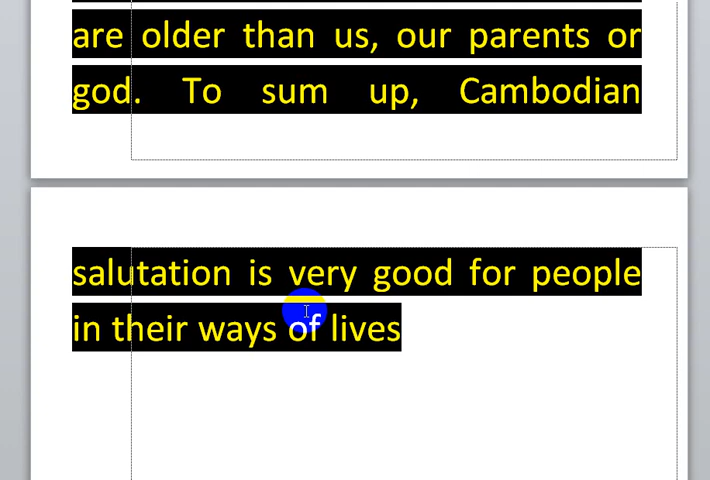 are older than us, our parents or
god. To sum up, Cambodian
salutation is very good for people
in their ways of lives